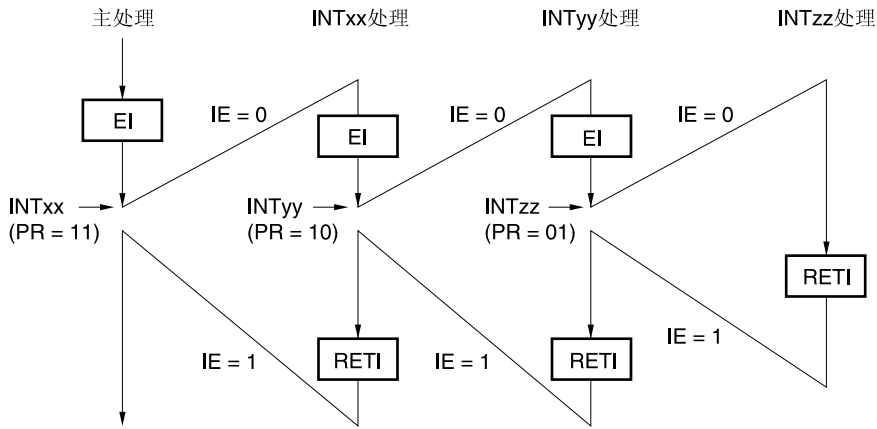 主处理
INTxx处理
INTyy处理
INTzz处理
EI
IE = 0
EI
IE = 0
EI
IE = 0
INTxx
(PR = 11)
INTyy
(PR = 10)
INTzz
(PR = 01)
RETI
IE = 1
RETI
IE = 1
RETI
IE = 1